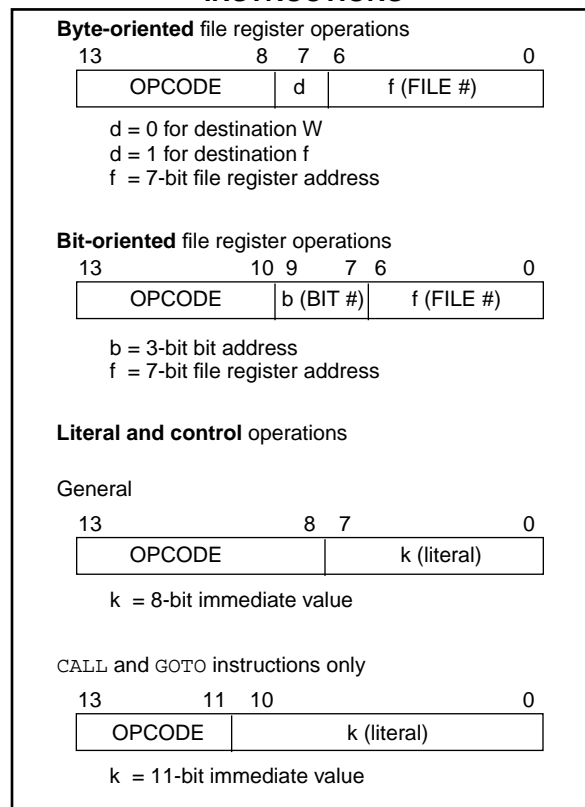 INSTRUCTIONS
Byte-oriented file register operations
13 8 7 6 0
OPCODE d f (FILE #)
d = 0 for destination W
d = 1 for destination f
f = 7-bit file register address
Bit-oriented file register operations
13 10 9 7 6 0
OPCODE b (BIT #) f (FILE #)
b = 3-bit bit address
f = 7-bit file register address
Literal and control operations
General
13 8 7 0
OPCODE k (literal)
k = 8-bit immediate value
CALL and GOTO instructions only
13 11 10 0
OPCODE k (literal)
k = 11-bit immediate value